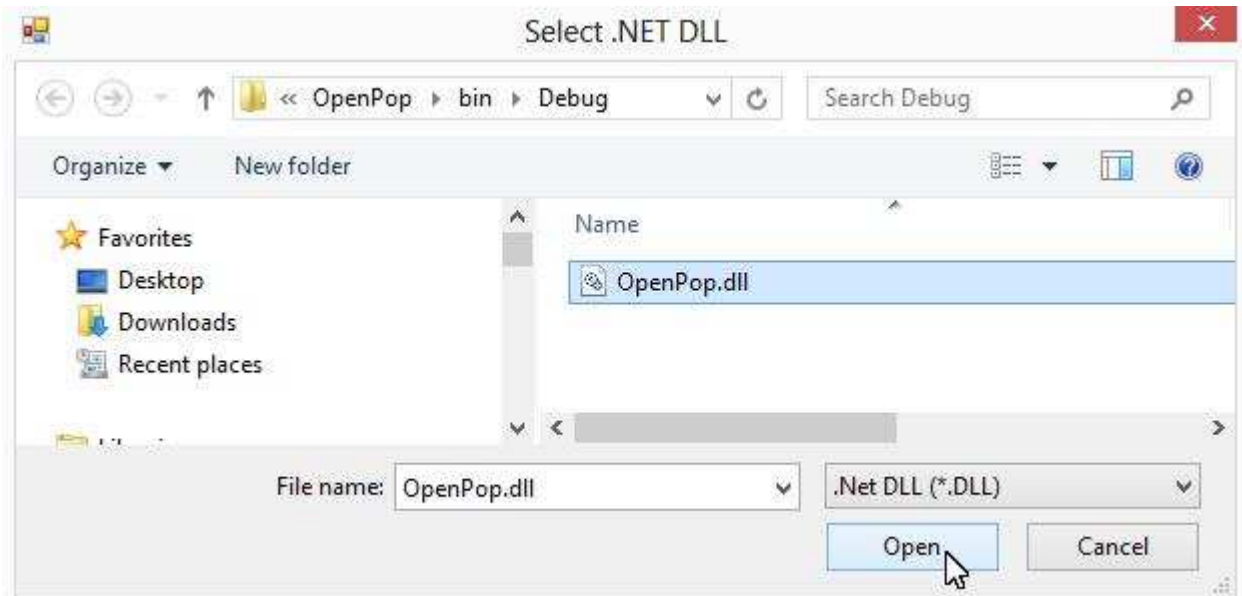 Select .NET DLL
« OpenPop bin Debug
Search Debug
Organize
New folder
Favorites
Desktop
Downloads
Recent places
Name
OpenPop.dll
File name: OpenPop.dll
.Net DLL (*.DLL)
Open
Cancel